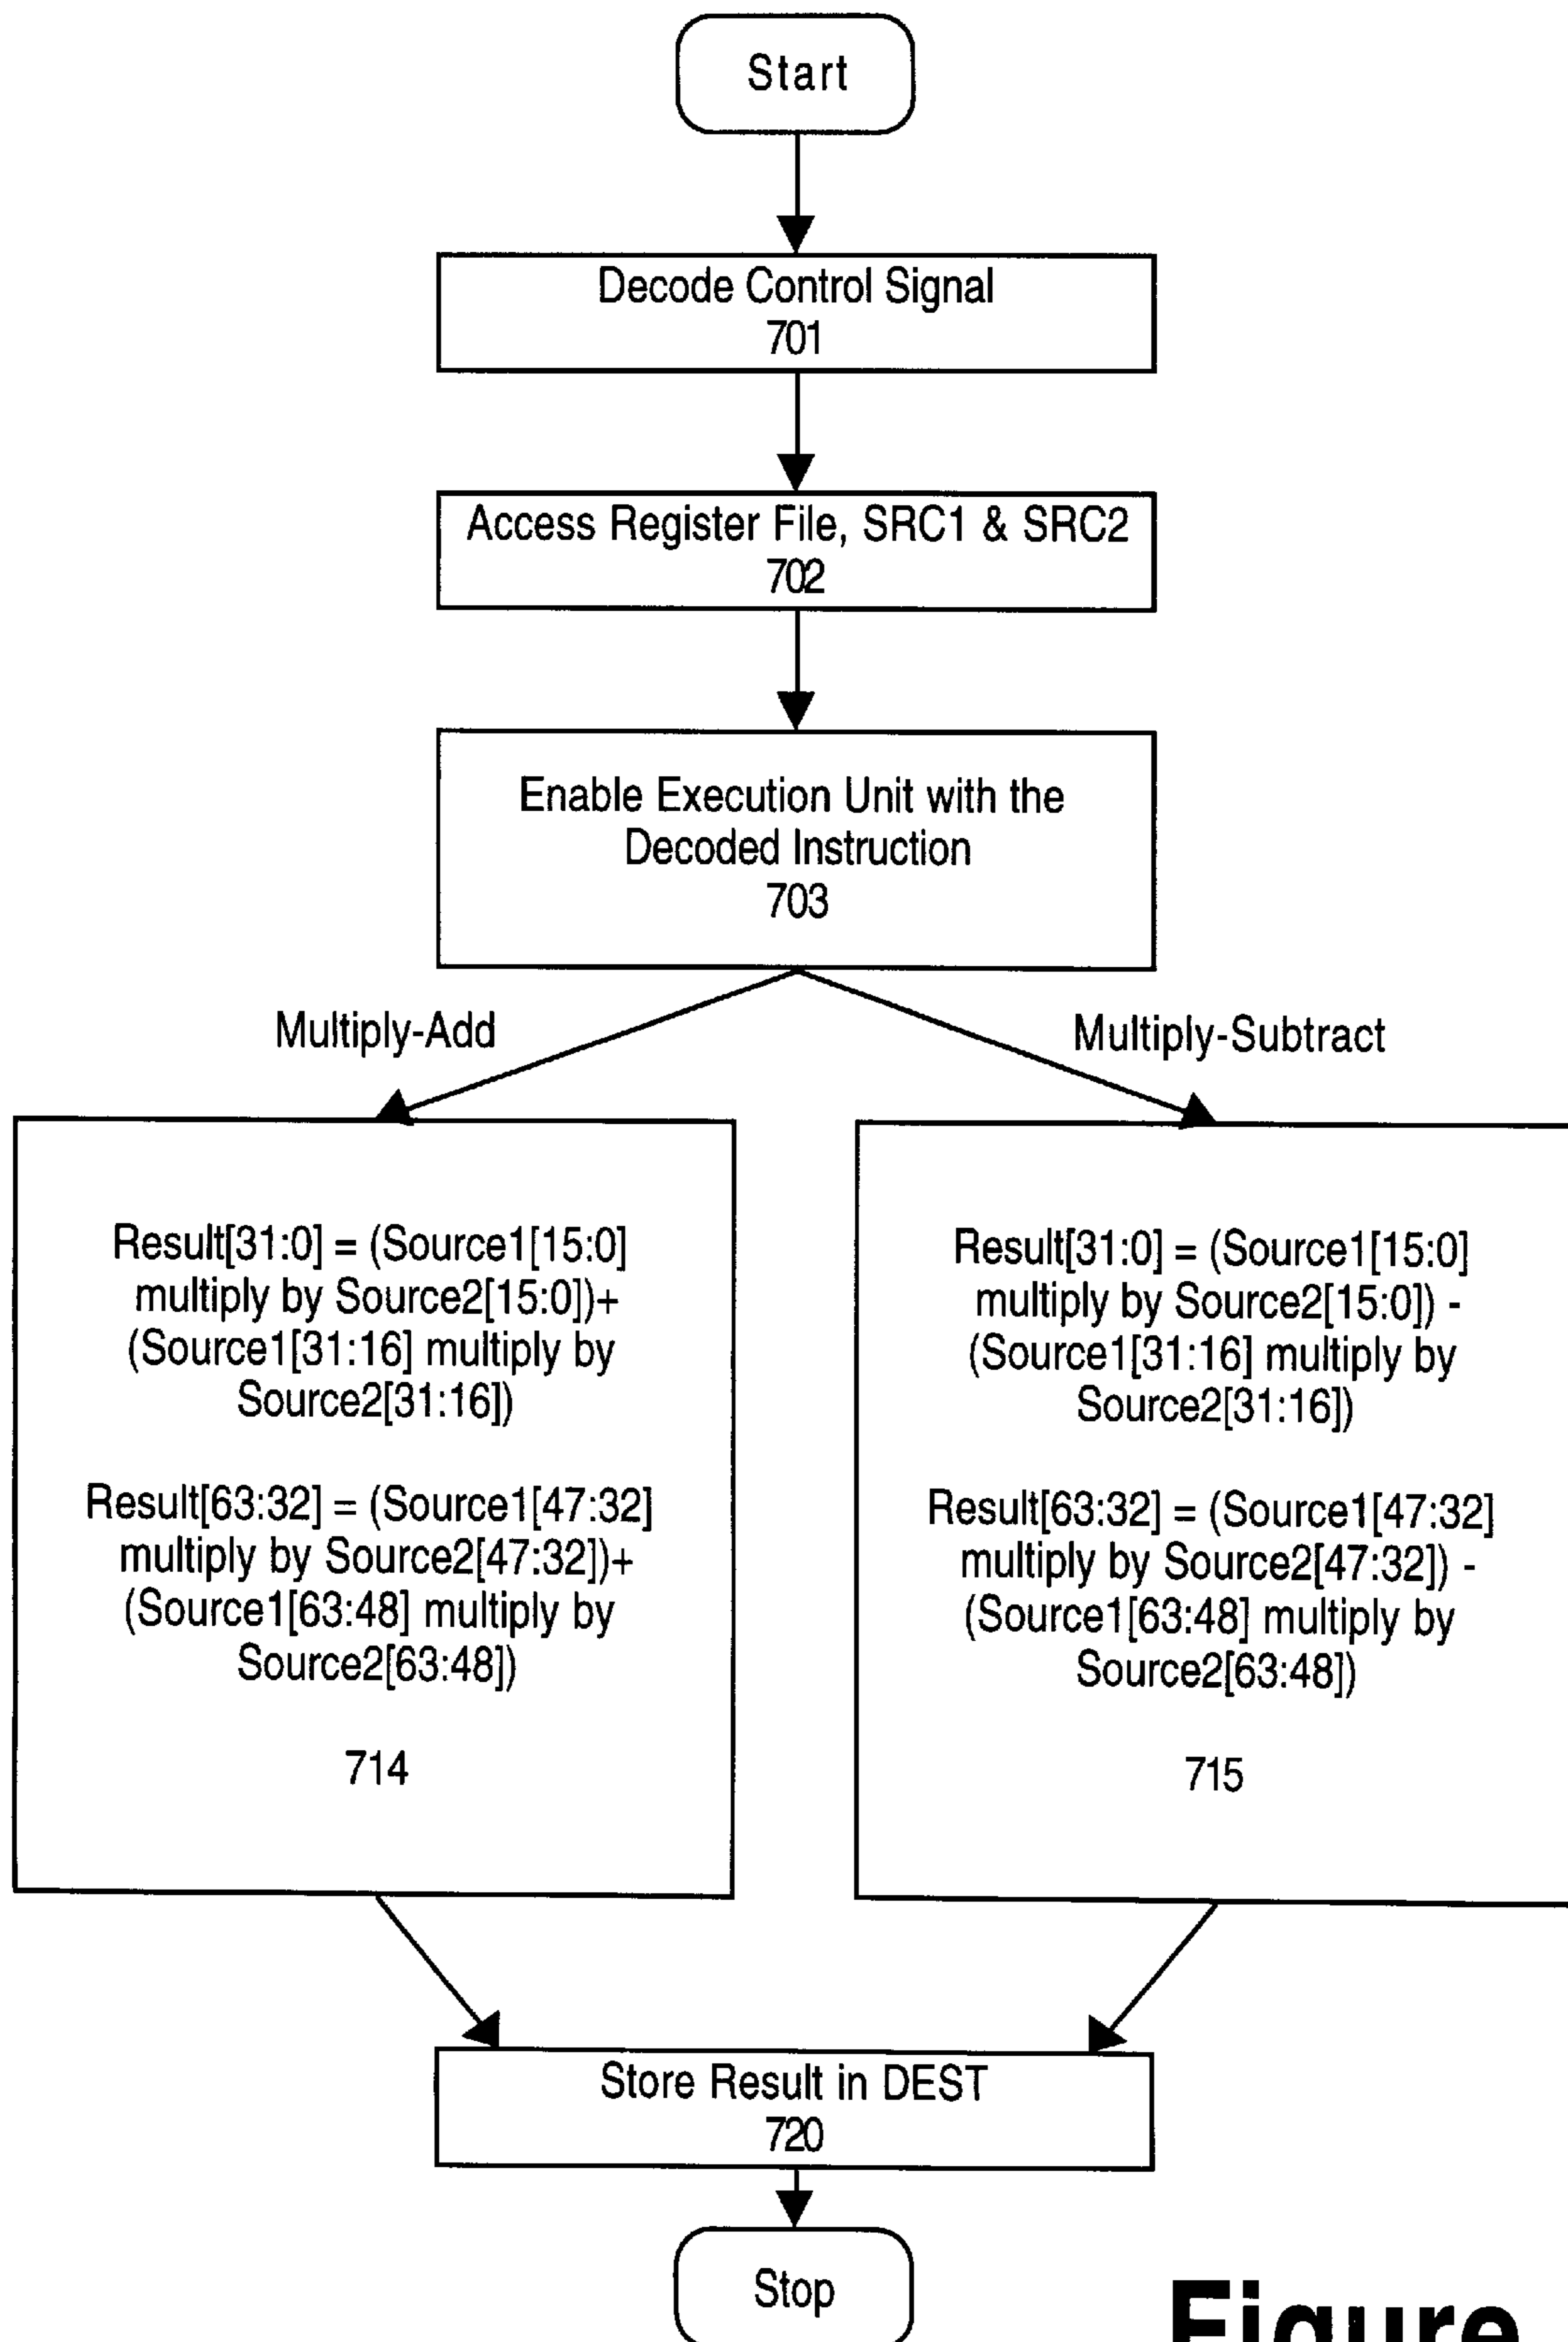 Start
Decode Control Signal
701
Access Register File, SRC1 & SRC2
702
Enable Execution Unit with the
Decoded Instruction
703
Multiply-Add
Multiply-Subtract
Result[31:0] = (Source1[15:0]
multiply by Source2[15:0])+
(Source1[31:16] multiply by
Source2[31:16])
Result[63:32] = (Source1[47:32]
multiply by Source2[47:32])+
(Source1[63:48] multiply by
Source2[63:48])
714
Result[31:0] = (Source1[15:0]
multiply by Source2[15:0]) -
(Source1[31:16] multiply by
Source2[31:16])
Result[63:32] = (Source1[47:32]
multiply by Source2[47:32]) -
(Source1[63:48] multiply by
Source2[63:48])
715
Store Result in DEST
720
Stop
Figure